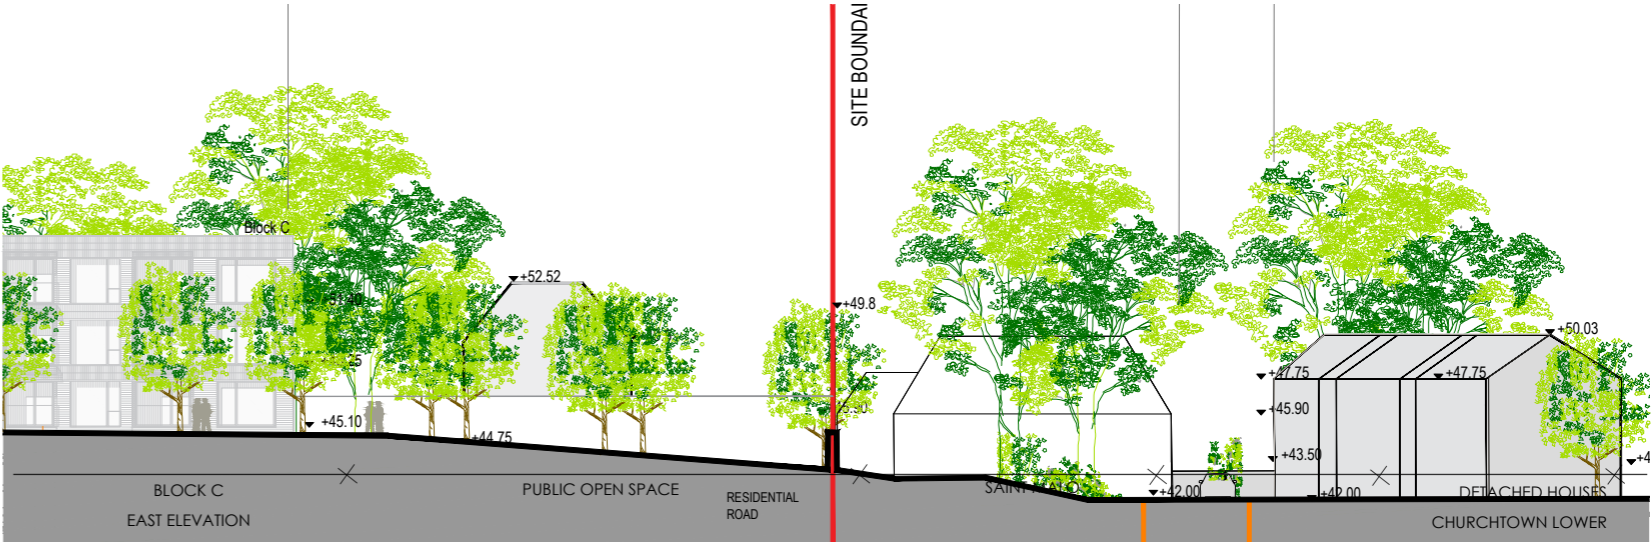 SITE BOUNDAI
Block C
+52.52
+49.8
+50.03
+47.75
+47.75
+45.90
+45.10
+44.75
+43.50
+42.00
+42.00
BLOCK C
EAST ELEVATION
PUBLIC OPEN SPACE
RESIDENTIAL
ROAD
DETACHED HOUSES
CHURCHTOWN LOWER